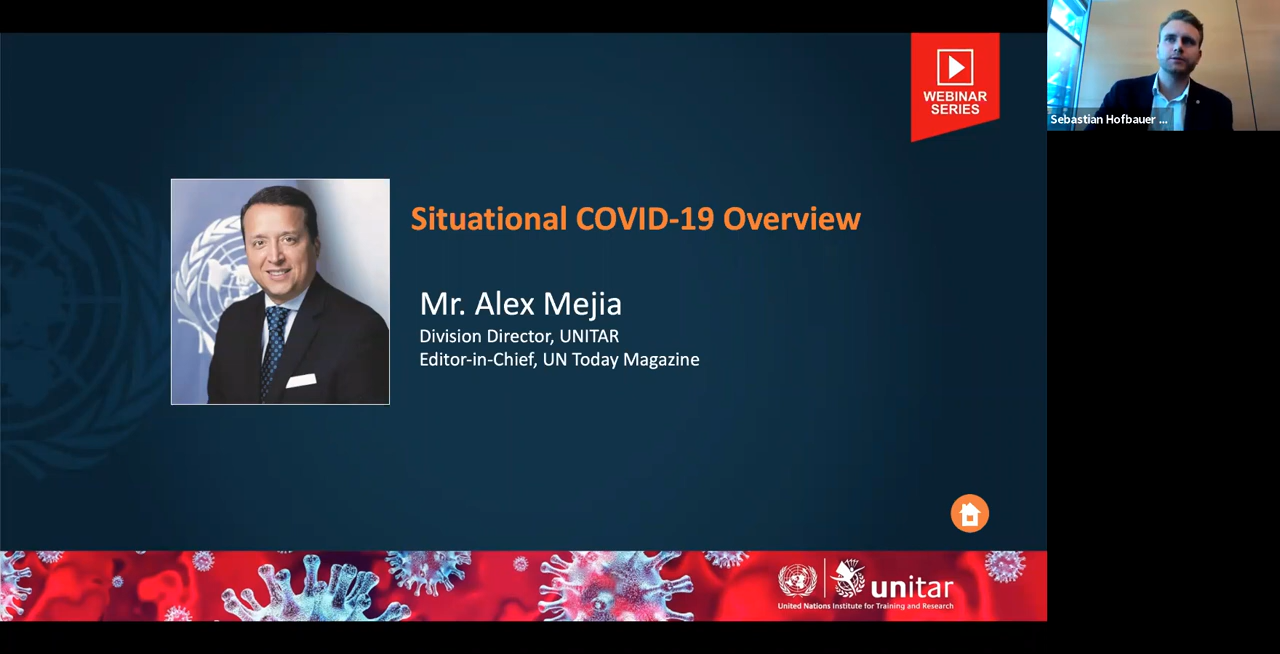 WEBINAR
SERIES
Sebastian Hofbauer ...
Situational COVID-19 Overview
Mr. Alex Mejia
Division Director, UNITAR
Editor-in-Chief, UN Today Magazine
unitar
United Nations Institute for Training and Research